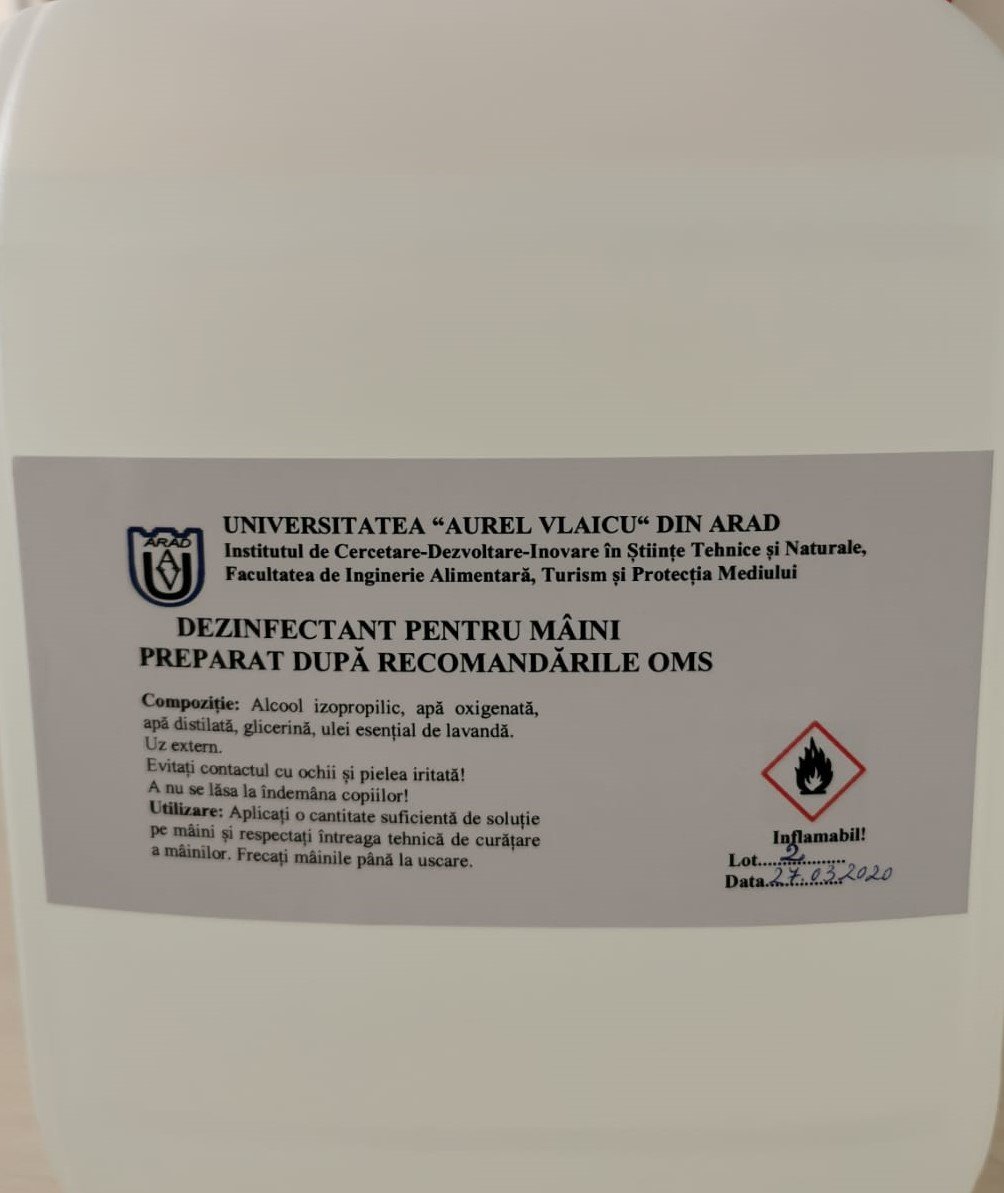 UNIVERSITATEA “AUREL VLAICU“ DIN ARAD
Institutul de Cercetare-Dezvoltare-Inovare în Științe Tehnice și Naturale,
Facultatea de Inginerie Alimentară, Turism și Protecția Mediului
ARAD
UAV
DEZINFECTANT PENTRU MÂINI
PREPARAT DUPĂ RECOMANDĂRILE OMS
Compoziție: Alcool izopropilic, apă oxigenată,
apă distilată, glicerină, ulei esențial de lavandă.
Uz extern.
Evitați contactul cu ochii și pielea iritată!
A nu se lăsa la îndemâna copiilor!
Utilizare: Aplicați o cantitate suficientă de soluție
pe mâini și respectați întreaga tehnică de curățare
a mâinilor. Frecați mâinile până la uscare.
Inflamabil!
Lot.....2...........
Data..27.03.2020